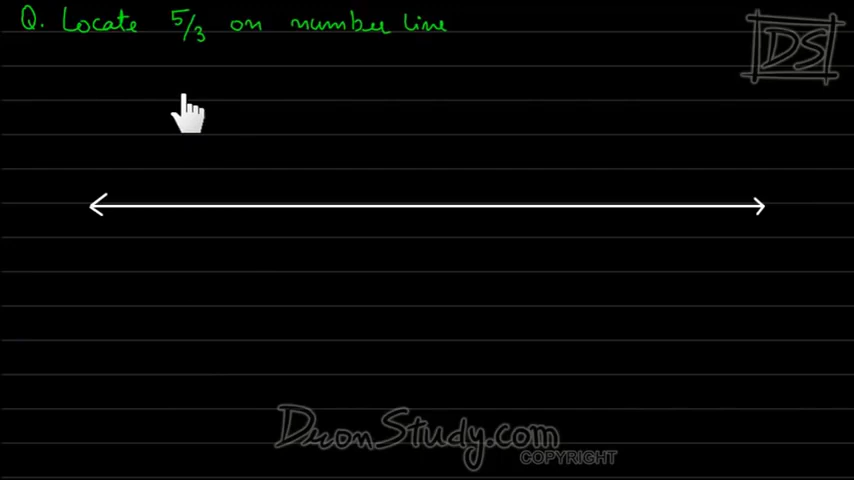 Q. Locate 5/3 on number line
DS
DronStudy.com
COPYRIGHT